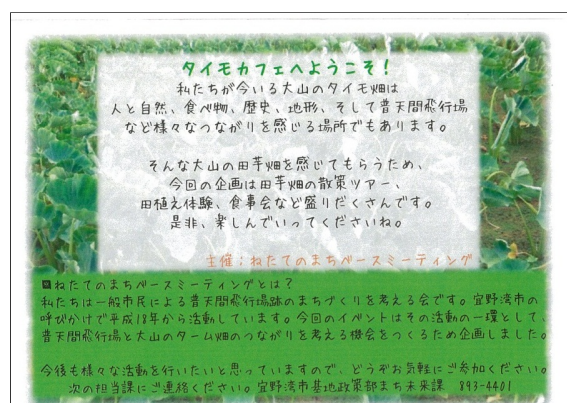 タイモカフェへようこそ!
私たちが今いる大山のタイモ畑は
人と自然、食べ物、歴史、地形、そして普天間飛行場
など様々なつながりを感じる場所でもあります。
そんな大山の田芋畑を感じてもらうため、
今回の企画は田芋畑の散策ツアー、
田植え体験、食事会など盛りだくさんです。
是非、楽しんでいってくださいね。
主催;ねたてのまちベースミーティング
■ねたてのまちベースミーティングとは?
私たちは一般市民による普天間飛行場跡のまちづくりを考える会です。宜野湾市の
呼びかけで平成18年から活動しています。今回のイベントはその活動の一環として、
普天間飛行場と大山のターム畑のつながりを考える機会をつくるため企画しました。
今後も様々な活動を行いたいと思っていますので、どうぞお気軽にご参加ください。
次の担当課にご連絡ください。宜野湾市基地政策部まち未来課 893-4401